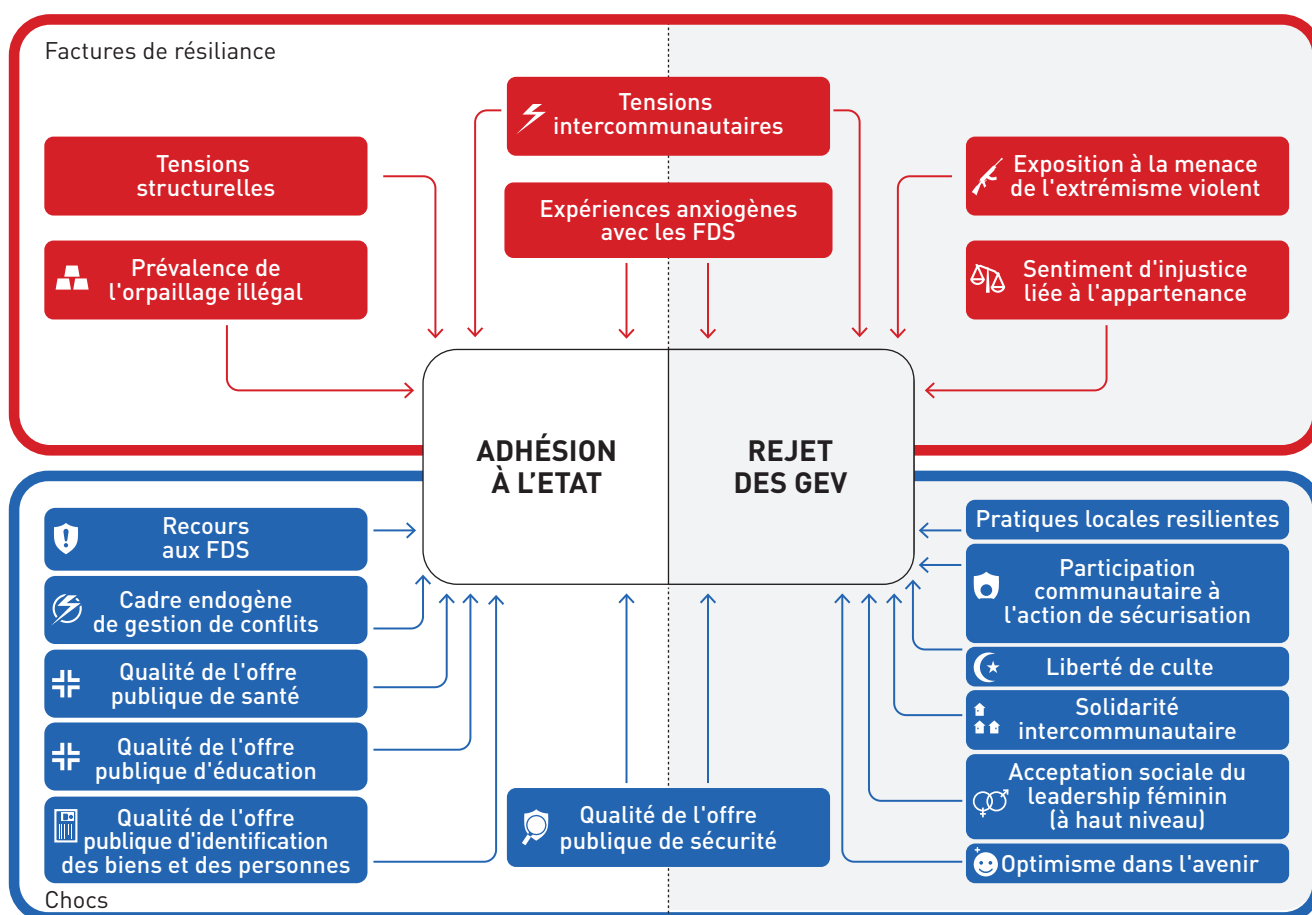 Factures de résiliance
Tensions
intercommunautaires
Tensions
structurelles
Exposition à la menace
de l'extrémisme violent
Expériences anxiogènes
avec les FDS
Prévalence de
l'orpaillage illégal
Sentiment d'injustice
liée à l'appartenance
ADHÉSION
À L'ETAT
REJET
DES GEV
Recours
aux FDS
Cadre endogène
de gestion de conflits
Qualité de l'offre
publique de santé
Qualité de l'offre
publique d'éducation
Qualité de l'offre
publique d'identification
des biens et des personnes
Qualité de l'offre
publique de sécurité
Pratiques locales resilientes
Participation
communautaire à
l'action de sécurisation
Liberté de culte
Solidarité
intercommunautaire
Acceptation sociale du
leadership féminin
(à haut niveau)
Optimisme dans l'avenir
Chocs